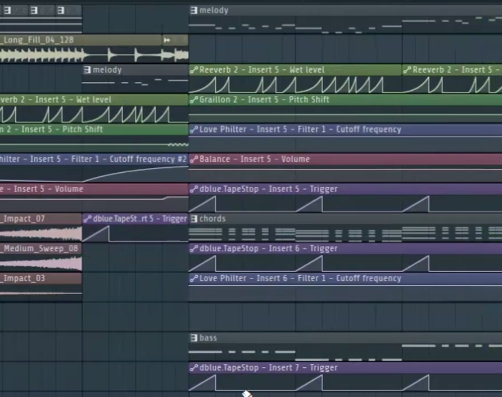 melody
_Long_Fill_04_128
melody
Reeverb 2 - Insert 5 - Wet level
Reeverb 2 - Insert 5 -
verb 2 - Insert 5 - Wet level
Graillon 2 - Insert 5 - Pitch Shift
n 2 - Insert 5 - Pitch Shift
Love Philter - Insert 5 - Filter 1 - Cutoff frequency
hilter - Insert 5 - Filter 1 - Cutoff frequency #2
Balance - Insert 5 - Volume
e - Insert 5 - Volume
dblue.TapeStop - Insert 5 - Trigger
_Impact_07
dblue.TapeSt..rt 5 - Trigger
chords
_Medium_Sweep_08
dblue.TapeStop - Insert 6 - Trigger
_Impact_03
Love Philter - Insert 6 - Filter 1 - Cutoff frequency
bass
dblue.TapeStop - Insert 7 - Trigger